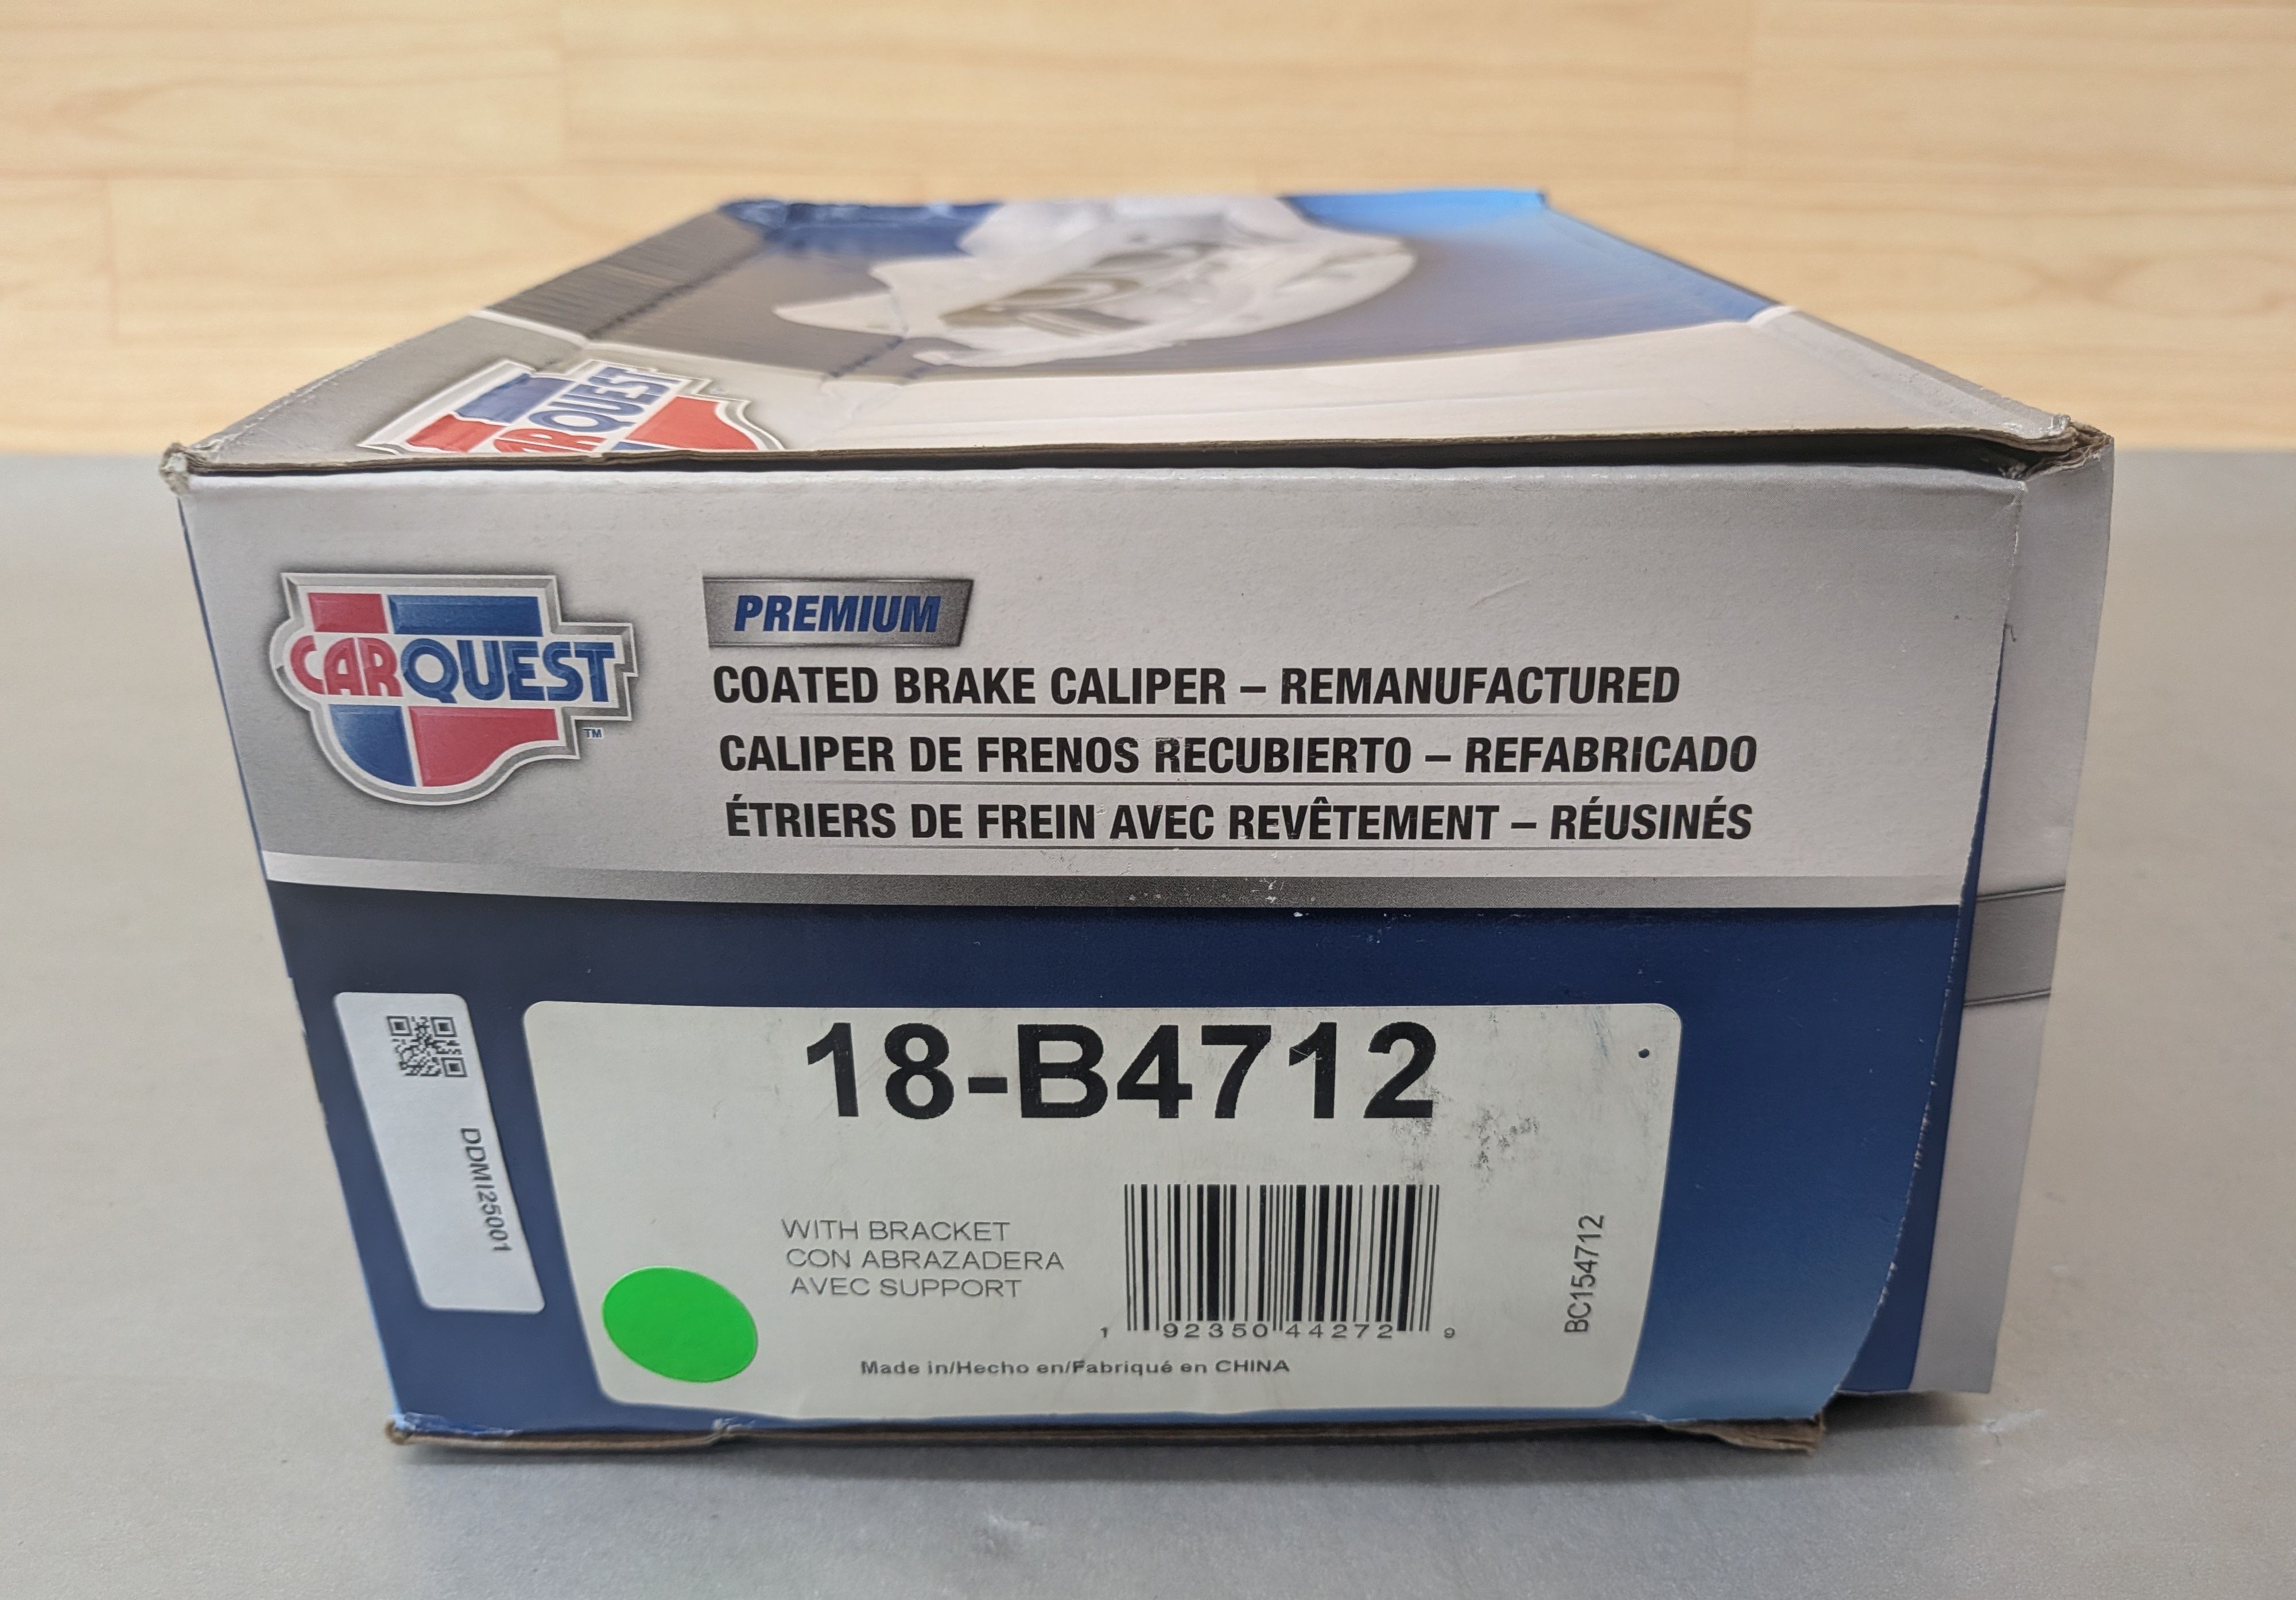 CARQUEST
CARQUEST
TM
PREMIUM
COATED BRAKE CALIPER – REMANUFACTURED
CALIPER DE FRENOS RECUBIERTO – REFABRICADO
ÉTRIERS DE FREIN AVEC REVÊTEMENT – RÉUSINÉS
DDMI25001
18-B4712
WITH BRACKET
CON ABRAZADERA
AVEC SUPPORT
1 92350 44272 9
BC154712
Made in/Hecho en/Fabriqué en CHINA